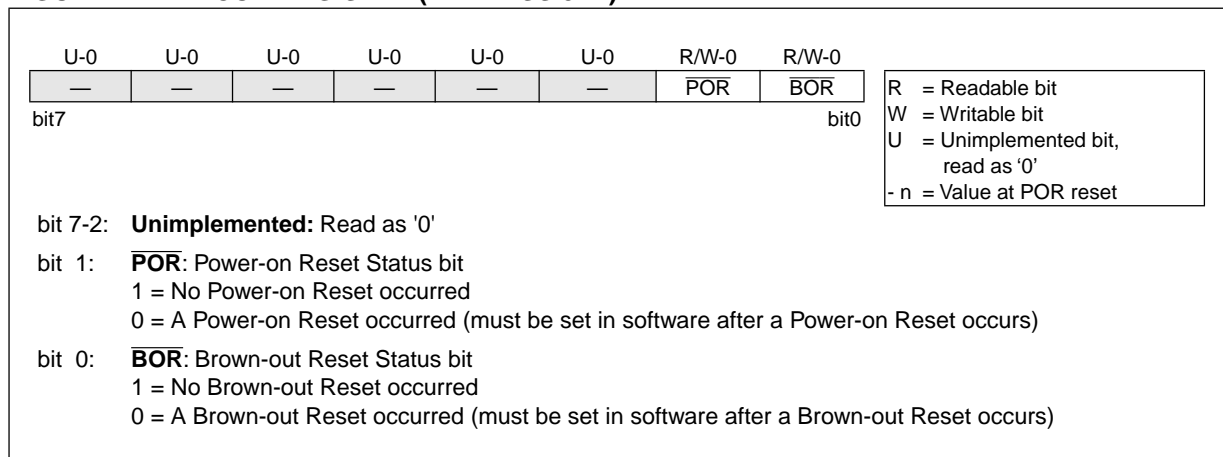 U-0 U-0 U-0 U-0 U-0 U-0 R/W-0 R/W-0
— — — — — — POR BOR
bit7 bit0
R = Readable bit
W = Writable bit
U = Unimplemented bit,
read as ‘0’
- n = Value at POR reset
bit 7-2: Unimplemented: Read as '0'
bit 1: POR: Power-on Reset Status bit
1 = No Power-on Reset occurred
0 = A Power-on Reset occurred (must be set in software after a Power-on Reset occurs)
bit 0: BOR: Brown-out Reset Status bit
1 = No Brown-out Reset occurred
0 = A Brown-out Reset occurred (must be set in software after a Brown-out Reset occurs)